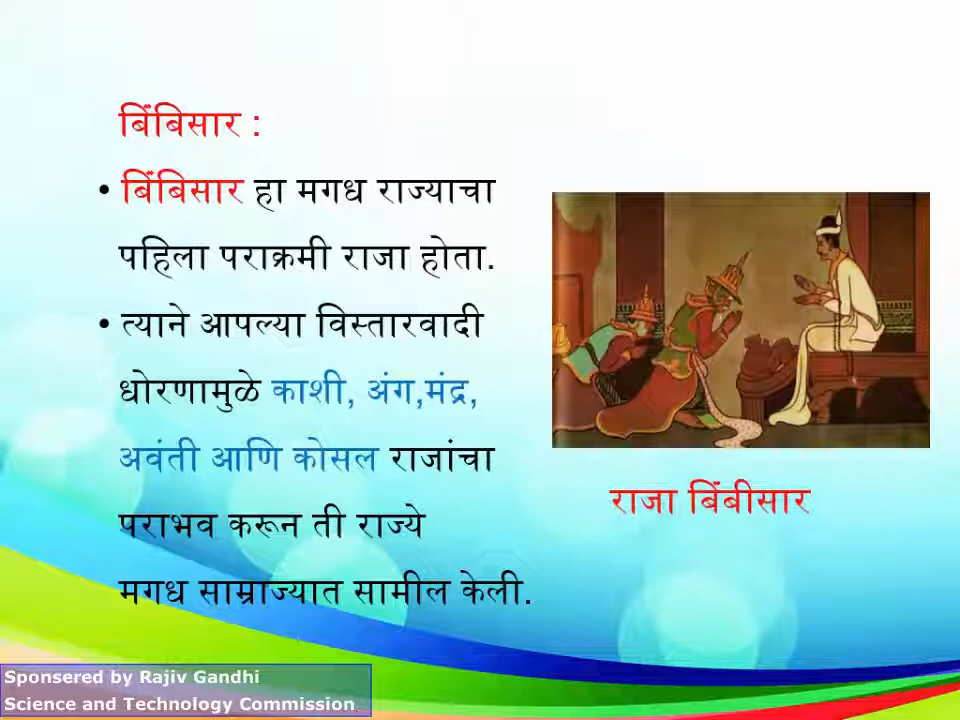 बिंबिसार :
• बिंबिसार हा मगध राज्याचा
पहिला पराक्रमी राजा होता.
• त्याने आपल्या विस्तारवादी
धोरणामुळे काशी, अंग,मंद्र,
अवंती आणि कोसल राजांचा
पराभव करून ती राज्ये
मगध साम्राज्यात सामील केली.
राजा बिंबीसार
Sponsered by Rajiv Gandhi
Science and Technology Commission